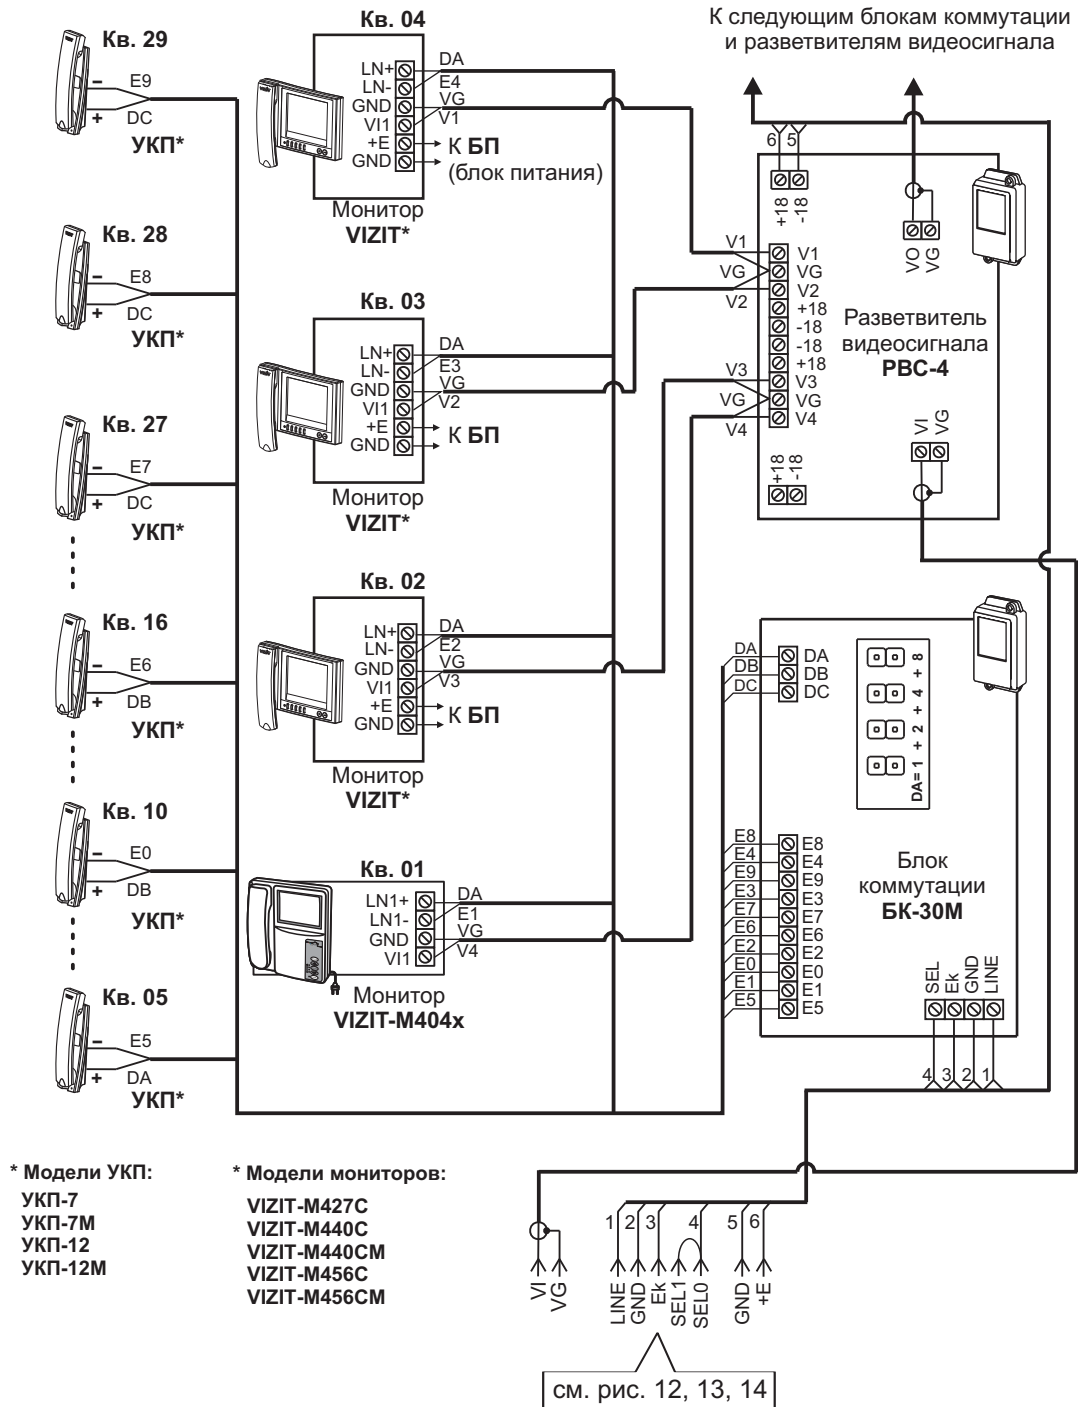 К следующим блокам коммутации
и разветвителям видеосигнала
Кв. 29
−
E9
+
DC
УКП*
Кв. 28
−
E8
+
DC
УКП*
Кв. 27
−
E7
+
DC
УКП*
Кв. 16
−
E6
+
DB
УКП*
Кв. 10
−
E0
+
DB
УКП*
Кв. 05
−
E5
+
DA
УКП*
Кв. 04
LN+
DA
LN-
E4
GND
VG
VI1
V1
+E
GND
К БП
(блок питания)
Монитор
VIZIT*
Кв. 03
LN+
DA
LN-
E3
GND
VG
VI1
V2
+E
GND
К БП
Монитор
VIZIT*
Кв. 02
LN+
DA
LN-
E2
GND
VG
VI1
V3
+E
GND
К БП
Монитор
VIZIT*
Кв. 01
LN1+
DA
LN1-
E1
GND
VG
VI1
V4
Монитор
VIZIT-M404x
6
5
+18
-18
VO
VG
V1
VG
V2
V3
VG
V4
V1
VG
V2
+18
-18
-18
+18
V3
VG
V4
Разветвитель
видеосигнала
РВС-4
VI
VG
+18
-18
DA
DB
DC
DA
DB
DC
DA= 1 + 2 + 4 + 8
E8
E4
E9
E3
E7
E6
E2
E0
E1
E5
E8
E4
E9
E3
E7
E6
E2
E0
E1
E5
Блок
коммутации
БК-30М
SEL
Ek
GND
LINE
4
3
2
1
* Модели УКП:
УКП-7
УКП-7М
УКП-12
УКП-12М
* Модели мониторов:
VIZIT-M427C
VIZIT-M440C
VIZIT-M440CM
VIZIT-M456C
VIZIT-M456CM
1
2
3
4
5
6
VI
VG
LINE
GND
Ek
SEL1
SEL0
GND
+E
см. рис. 12, 13, 14